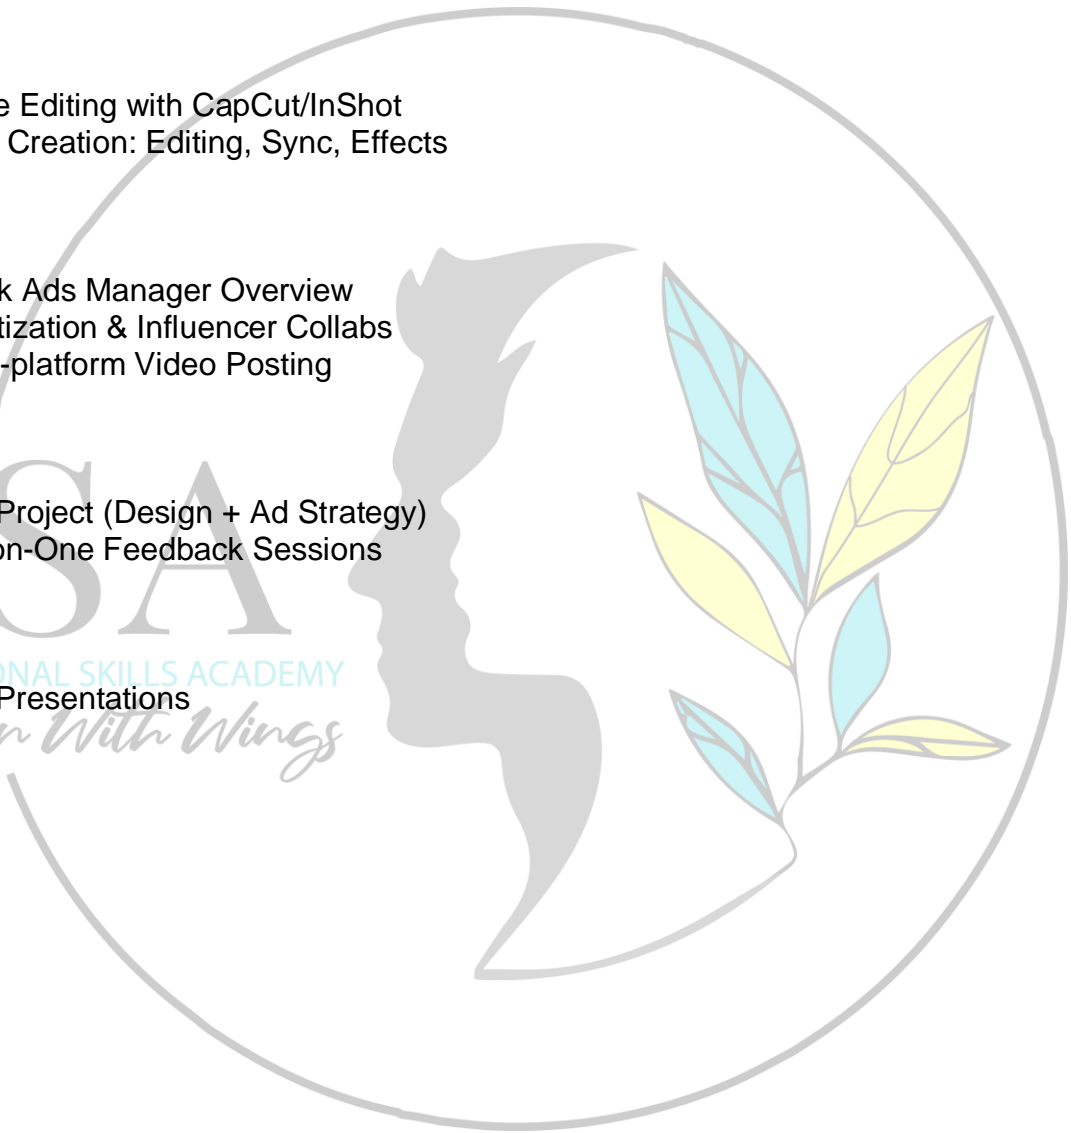 e Editing with CapCut/InShot
Creation: Editing, Sync, Effects
k Ads Manager Overview
tization & Influencer Collabs
-platform Video Posting
SA
Project (Design + Ad Strategy)
on-One Feedback Sessions
ONAL SKILLS ACADEMY
Presentations
n With Wings